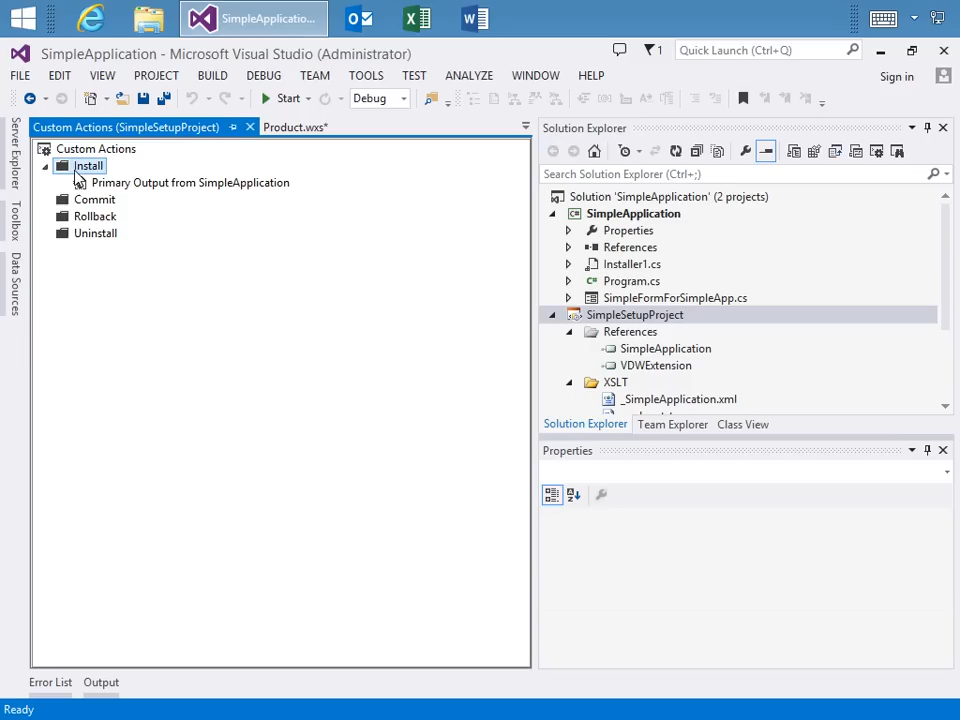 SimpleApplicatio...
SimpleApplication - Microsoft Visual Studio (Administrator)
1
Quick Launch (Ctrl+Q)
FILE EDIT VIEW PROJECT BUILD DEBUG TEAM TOOLS TEST ANALYZE WINDOW HELP
Sign in
Start
Debug
Server Explorer
Toolbox
Data Sources
Custom Actions (SimpleSetupProject)
Product.wxs*
Custom Actions
Install
Primary Output from SimpleApplication
Commit
Rollback
Uninstall
Solution Explorer
Search Solution Explorer (Ctrl+;)
Solution 'SimpleApplication' (2 projects)
SimpleApplication
Properties
References
Installer1.cs
Program.cs
SimpleFormForSimpleApp.cs
SimpleSetupProject
References
SimpleApplication
VDWExtension
XSLT
_SimpleApplication.xml
Solution Explorer Team Explorer Class View
Properties
Error List Output
Ready